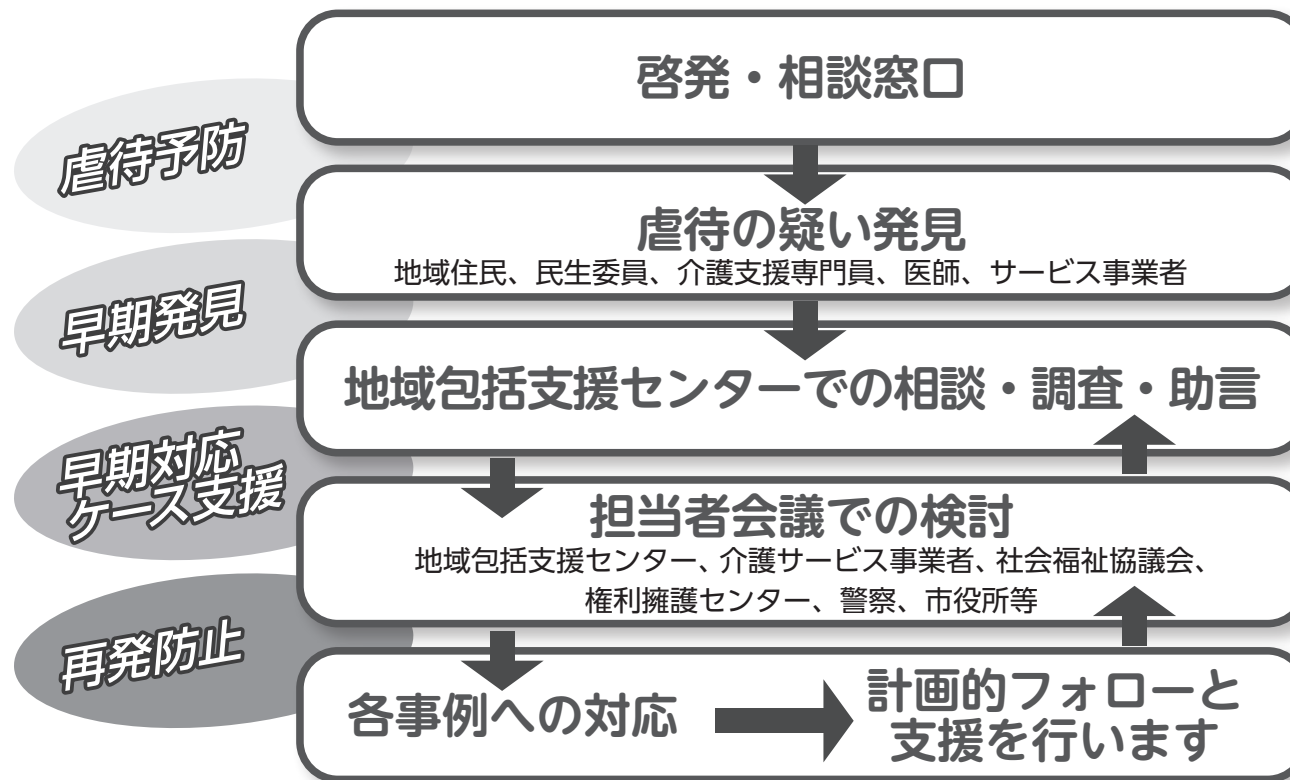 啓発・相談窓口
虐待予防
虐待の疑い発見
地域住民、民生委員、介護支援専門員、医師、サービス事業者
早期発見
地域包括支援センターでの相談・調査・助言
早期対応
ケース支援
担当者会議での検討
地域包括支援センター、介護サービス事業者、社会福祉協議会、
権利擁護センター、警察、市役所等
再発防止
各事例への対応
計画的フォローと
支援を行います